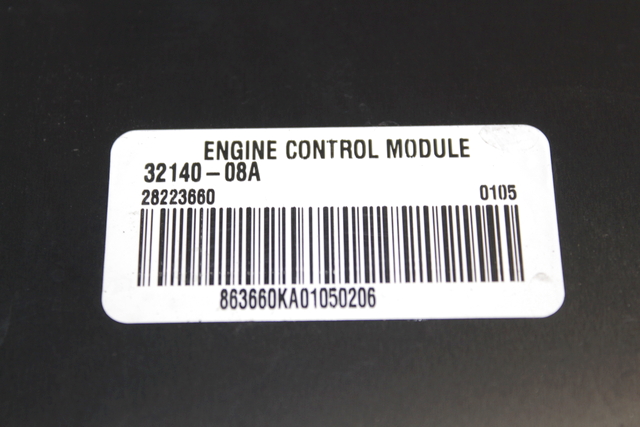 ENGINE CONTROL MODULE
32140-08A
28223660 0105
863660KA01050206